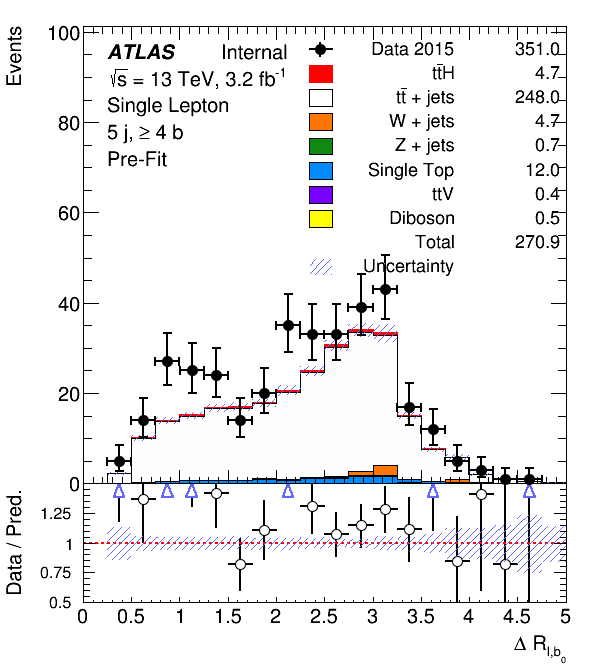 Events
100
80
60
40
20
0
ATLAS Internal
√s = 13 TeV, 3.2 fb⁻¹
Single Lepton
5 j, ≥ 4 b
Pre-Fit
Data 2015 351.0
tt̄H 4.7
tt̄ + jets 248.0
W + jets 4.7
Z + jets 0.7
Single Top 12.0
ttV 0.4
Diboson 0.5
Total 270.9
Uncertainty
Data / Pred.
1.25
1
0.75
0.5
0 0.5 1 1.5 2 2.5 3 3.5 4 4.5 5
Δ R_{l,b_0}